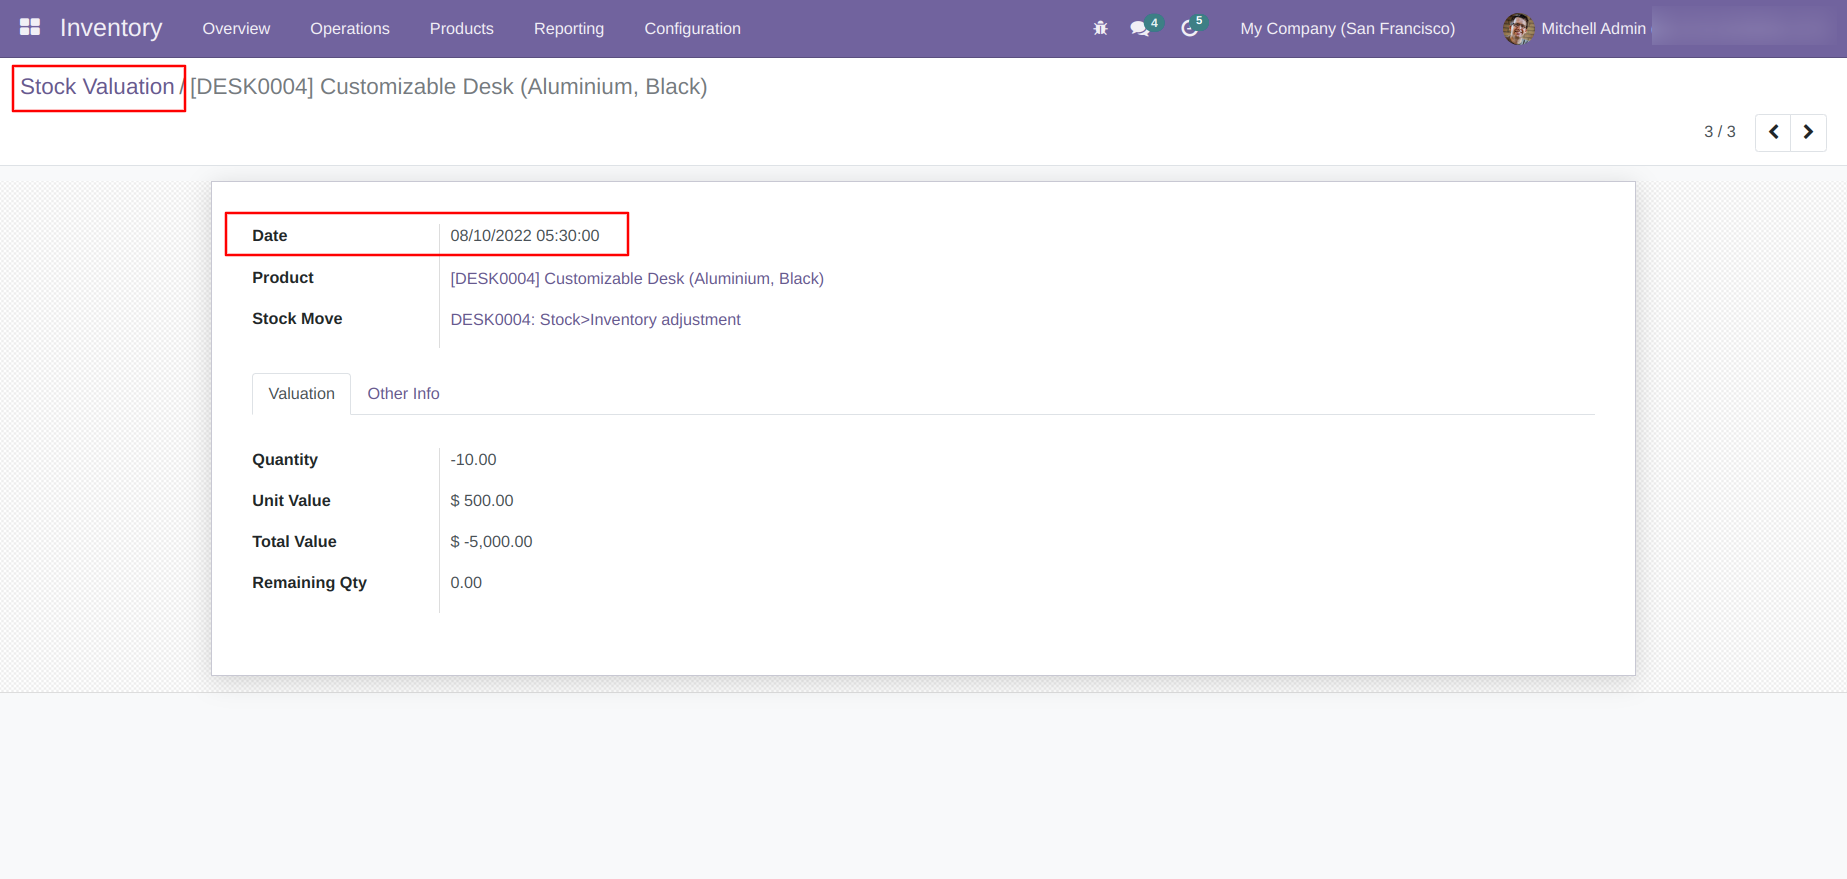 Inventory Overview Operations Products Reporting Configuration 4 5 My Company (San Francisco) Mitchell Admin
Stock Valuation / [DESK0004] Customizable Desk (Aluminium, Black)
3 / 3
Date 08/10/2022 05:30:00
Product [DESK0004] Customizable Desk (Aluminium, Black)
Stock Move DESK0004: Stock>Inventory adjustment
Valuation Other Info
Quantity -10.00
Unit Value $ 500.00
Total Value $ -5,000.00
Remaining Qty 0.00